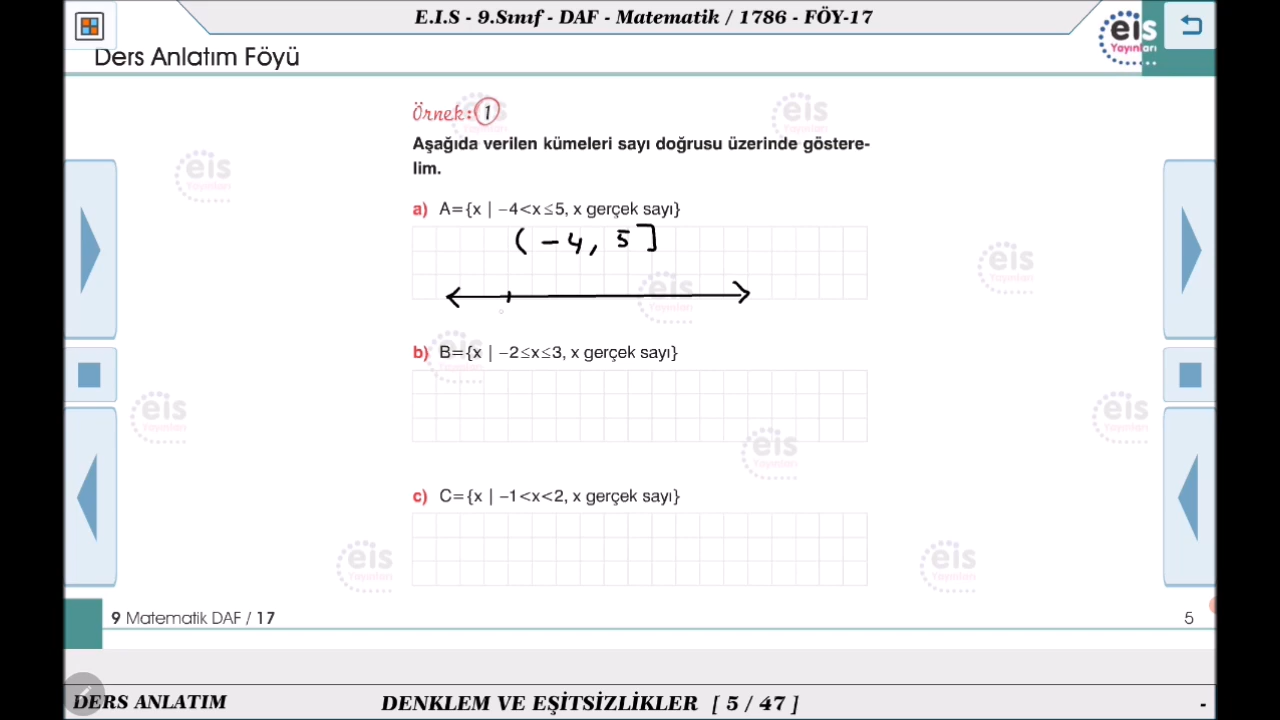 E.I.S - 9.Sınıf - DAF - Matematik / 1786 - FÖY-17
eis
Yayınları
Ders Anlatım Föyü
Örnek: 1
Aşağıda verilen kümeleri sayı doğrusu üzerinde göstere-
lim.
a) A={x | −4<x≤5, x gerçek sayı}
( − 4 , 5 ]
b) B={x | −2≤x≤3, x gerçek sayı}
c) C={x | −1<x<2, x gerçek sayı}
9 Matematik DAF / 17
5
DERS ANLATIM
DENKLEM VE EŞİTSİZLİKLER [ 5 / 47 ]
-